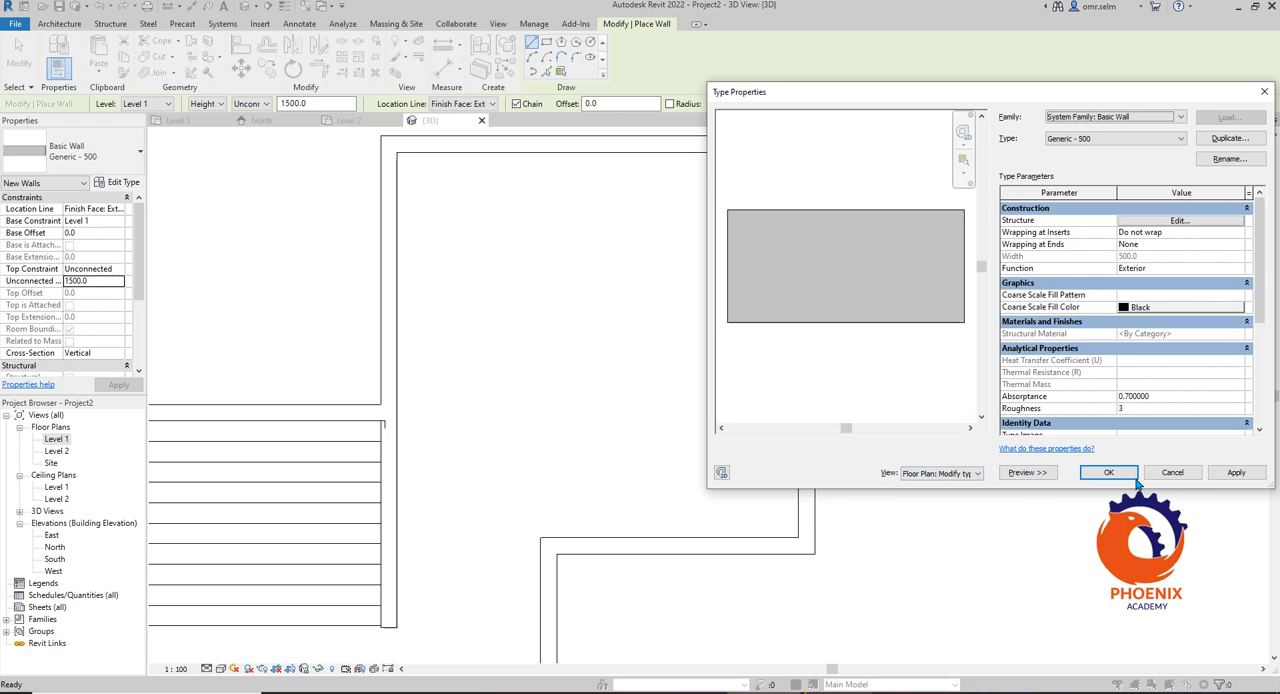 Autodesk Revit 2022 - Project2 - 3D View: {3D}
omr.selm
File Architecture Structure Steel Precast Systems Insert Annotate Analyze Massing & Site Collaborate View Manage Add-Ins Modify | Place Wall
Modify
Paste
Cope
Cut
Join
Select Properties Clipboard Geometry Modify View Measure Create Draw
Modify | Place Wall Level: Level 1 Height: Unconr 1500.0 Location Line: Finish Face: Ext Chain Offset: 0.0 Radius:
Level 1 North Level 2 {3D}
Properties
Basic Wall
Generic - 500
New Walls Edit Type
Constraints
Location Line Finish Face: Ext...
Base Constraint Level 1
Base Offset 0.0
Base is Attach...
Base Extension...
Top Constraint Unconnected
Unconnected ... 1500.0
Top Offset 0.0
Top is Attached
Top Extension... 0.0
Room Boundi...
Related to Mass
Cross-Section Vertical
Structural
Properties help Apply
Project Browser - Project2
Views (all)
Floor Plans
Level 1
Level 2
Site
Ceiling Plans
Level 1
Level 2
3D Views
Elevations (Building Elevation)
East
North
South
West
Legends
Schedules/Quantities (all)
Sheets (all)
Families
Groups
Revit Links
Type Properties
Family: System Family: Basic Wall Load...
Type: Generic - 500 Duplicate...
Rename...
Type Parameters
Parameter Value =
Construction
Structure Edit...
Wrapping at Inserts Do not wrap
Wrapping at Ends None
Width 500.0
Function Exterior
Graphics
Coarse Scale Fill Pattern
Coarse Scale Fill Color Black
Materials and Finishes
Structural Material <By Category>
Analytical Properties
Heat Transfer Coefficient (U)
Thermal Resistance (R)
Thermal Mass
Absorptance 0.700000
Roughness 3
Identity Data
What do these properties do?
View: Floor Plan: Modify typ Preview >> OK Cancel Apply
PHOENIX
ACADEMY
1 : 100
Ready :0 Main Model :0